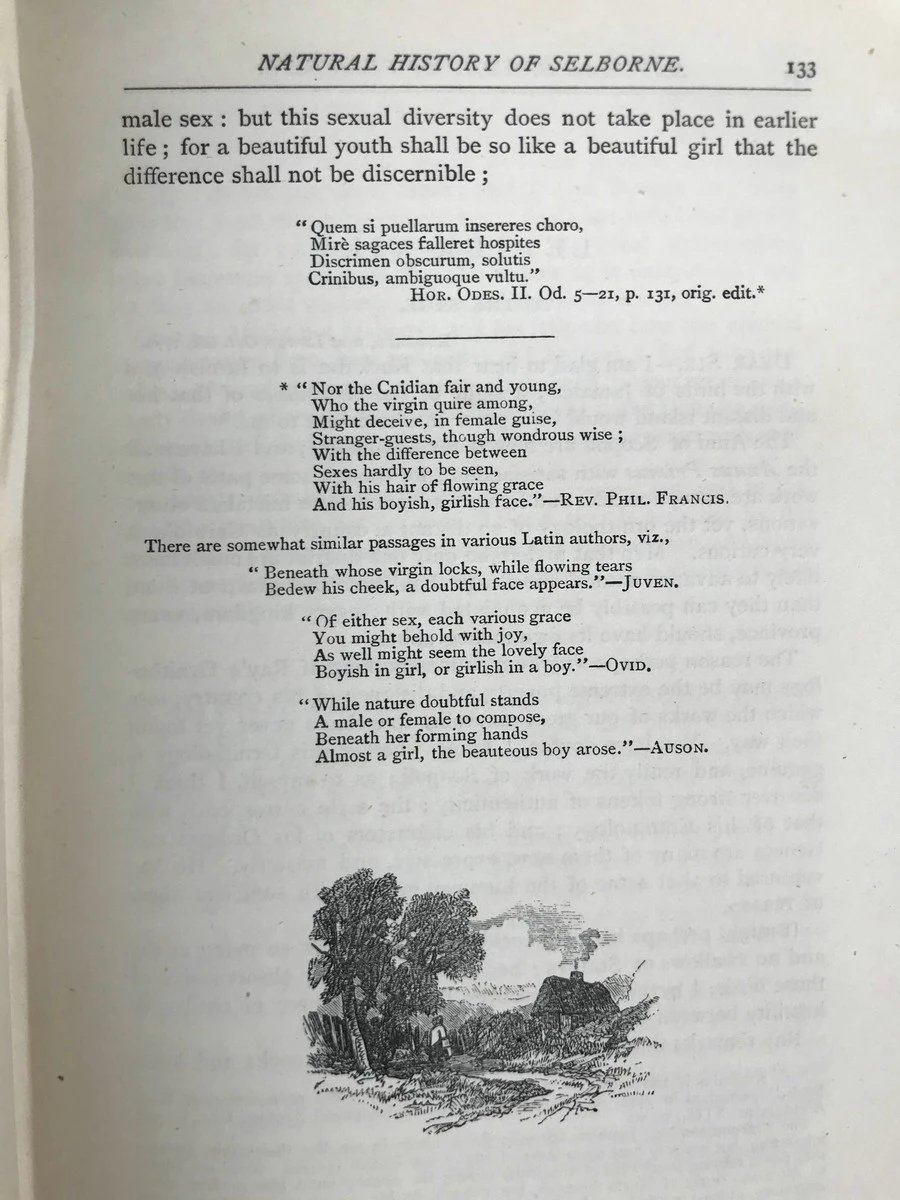 NATURAL HISTORY OF SELBORNE. 133
male sex : but this sexual diversity does not take place in earlier
life ; for a beautiful youth shall be so like a beautiful girl that the
difference shall not be discernible ;
“ Quem si puellarum insereres choro,
Mirè sagaces falleret hospites
Discrimen obscurum, solutis
Crinibus, ambiguoque vultu.”
Hor. Odes. II. Od. 5—21, p. 131, orig. edit.*
* “ Nor the Cnidian fair and young,
Who the virgin quire among,
Might deceive, in female guise,
Stranger-guests, though wondrous wise ;
With the difference between
Sexes hardly to be seen,
With his hair of flowing grace
And his boyish, girlish face.”—Rev. Phil. Francis.
There are somewhat similar passages in various Latin authors, viz.,
“ Beneath whose virgin locks, while flowing tears
Bedew his cheek, a doubtful face appears.”—Juven.
“ Of either sex, each various grace
You might behold with joy,
As well might seem the lovely face
Boyish in girl, or girlish in a boy.”—Ovid.
“ While nature doubtful stands
A male or female to compose,
Beneath her forming hands
Almost a girl, the beauteous boy arose.”—Auson.